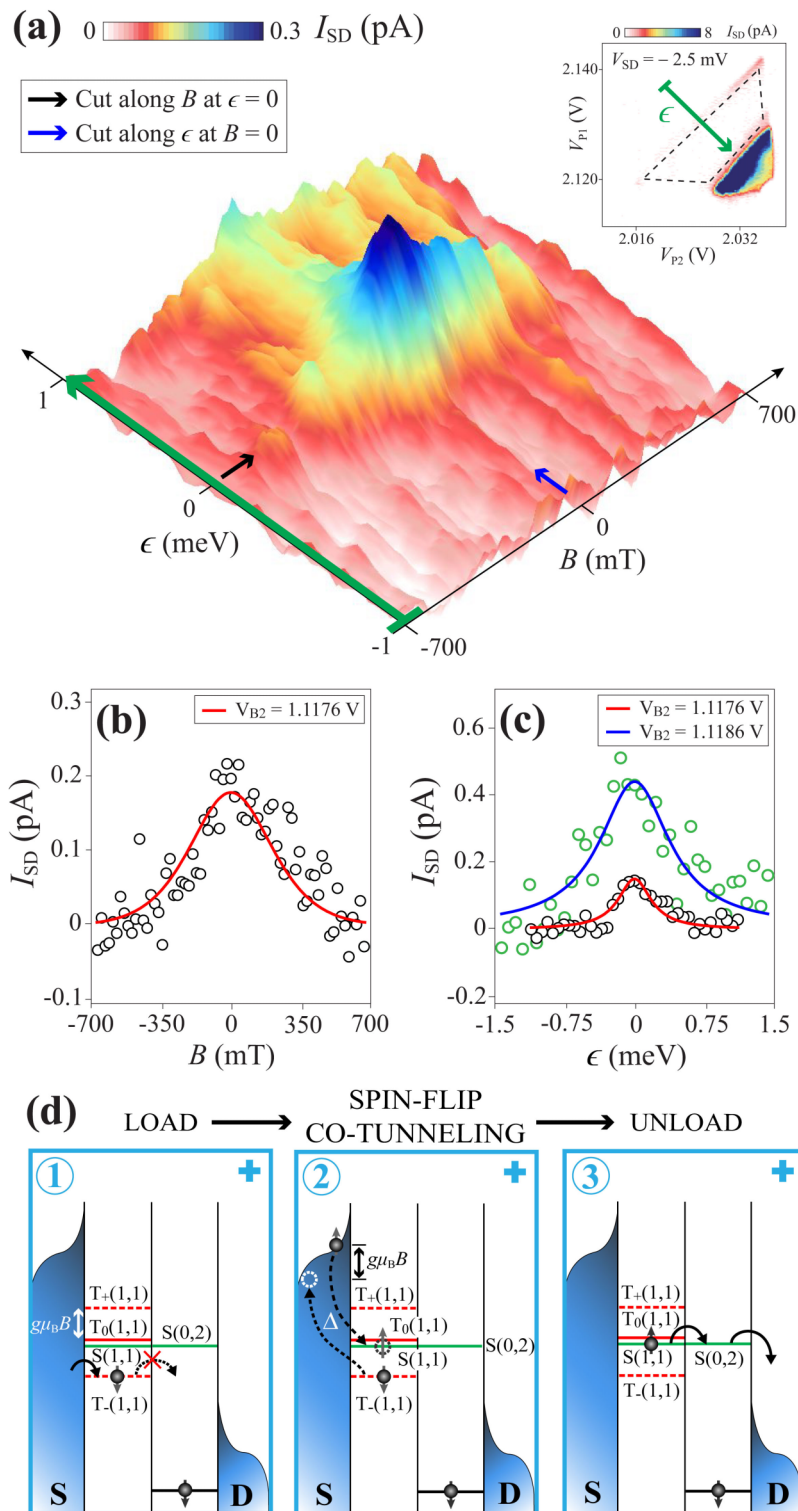 (a)
0 0.3 I_SD (pA)
Cut along B at ϵ = 0
Cut along ϵ at B = 0
0 8 I_SD (pA)
V_SD = − 2.5 mV
2.140
2.120
V_P1 (V)
ϵ
2.016 2.032
V_P2 (V)
1
0
-1
ϵ (meV)
-700
0
700
B (mT)
(b)
V_B2 = 1.1176 V
0.3
0.2
0.1
0
-0.1
I_SD (pA)
-700 -350 0 350 700
B (mT)
(c)
V_B2 = 1.1176 V
V_B2 = 1.1186 V
0.6
0.4
0.2
0
-0.2
I_SD (pA)
-1.5 -0.75 0 0.75 1.5
ϵ (meV)
(d)
LOAD SPIN-FLIP CO-TUNNELING UNLOAD
1 +
gμ_BB
T₊(1,1)
T₀(1,1)
S(1,1)
S(0,2)
T₋(1,1)
S D
2 +
gμ_BB
Δ
T₊(1,1)
T₀(1,1)
S(1,1)
S(0,2)
T₋(1,1)
S D
3 +
T₊(1,1)
T₀(1,1)
S(1,1)
S(0,2)
T₋(1,1)
S D